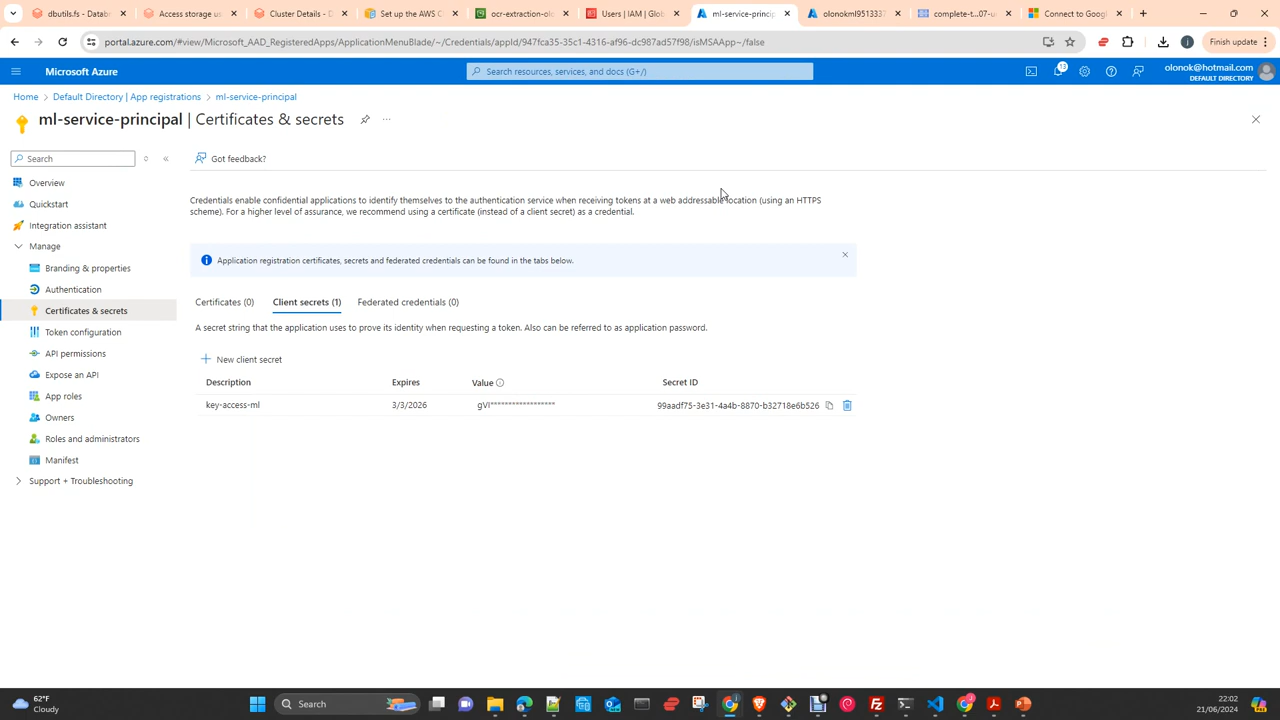 dbutils.fs - Datab
Access storage us
Cluster Details - D
Set up the AWS C
ocr-extraction-olo
Users | IAM | Glob
ml-service-princip
olonokml9513337
complete-t...07-u
Connect to Googl
portal.azure.com/#view/Microsoft_AAD_RegisteredApps/ApplicationMenuBlade/~/Credentials/appId/947fca35-35c1-4316-af96-dc987ad57f98/isMSAApp~/false
Finish update
Microsoft Azure
Search resources, services, and docs (G+/)
13
olonok@hotmail.com
DEFAULT DIRECTORY
Home > Default Directory | App registrations > ml-service-principal
ml-service-principal | Certificates & secrets
Search
Got feedback?
Overview
Quickstart
Integration assistant
Manage
Branding & properties
Authentication
Certificates & secrets
Token configuration
API permissions
Expose an API
App roles
Owners
Roles and administrators
Manifest
Support + Troubleshooting
Credentials enable confidential applications to identify themselves to the authentication service when receiving tokens at a web addressable location (using an HTTPS
scheme). For a higher level of assurance, we recommend using a certificate (instead of a client secret) as a credential.
Application registration certificates, secrets and federated credentials can be found in the tabs below.
Certificates (0)
Client secrets (1)
Federated credentials (0)
A secret string that the application uses to prove its identity when requesting a token. Also can be referred to as application password.
New client secret
Description Expires Value Secret ID
key-access-ml 3/3/2026 gVI****************** 99aadf75-3e31-4a4b-8870-b32718e6b526
62°F
Cloudy
Search
22:02
21/06/2024